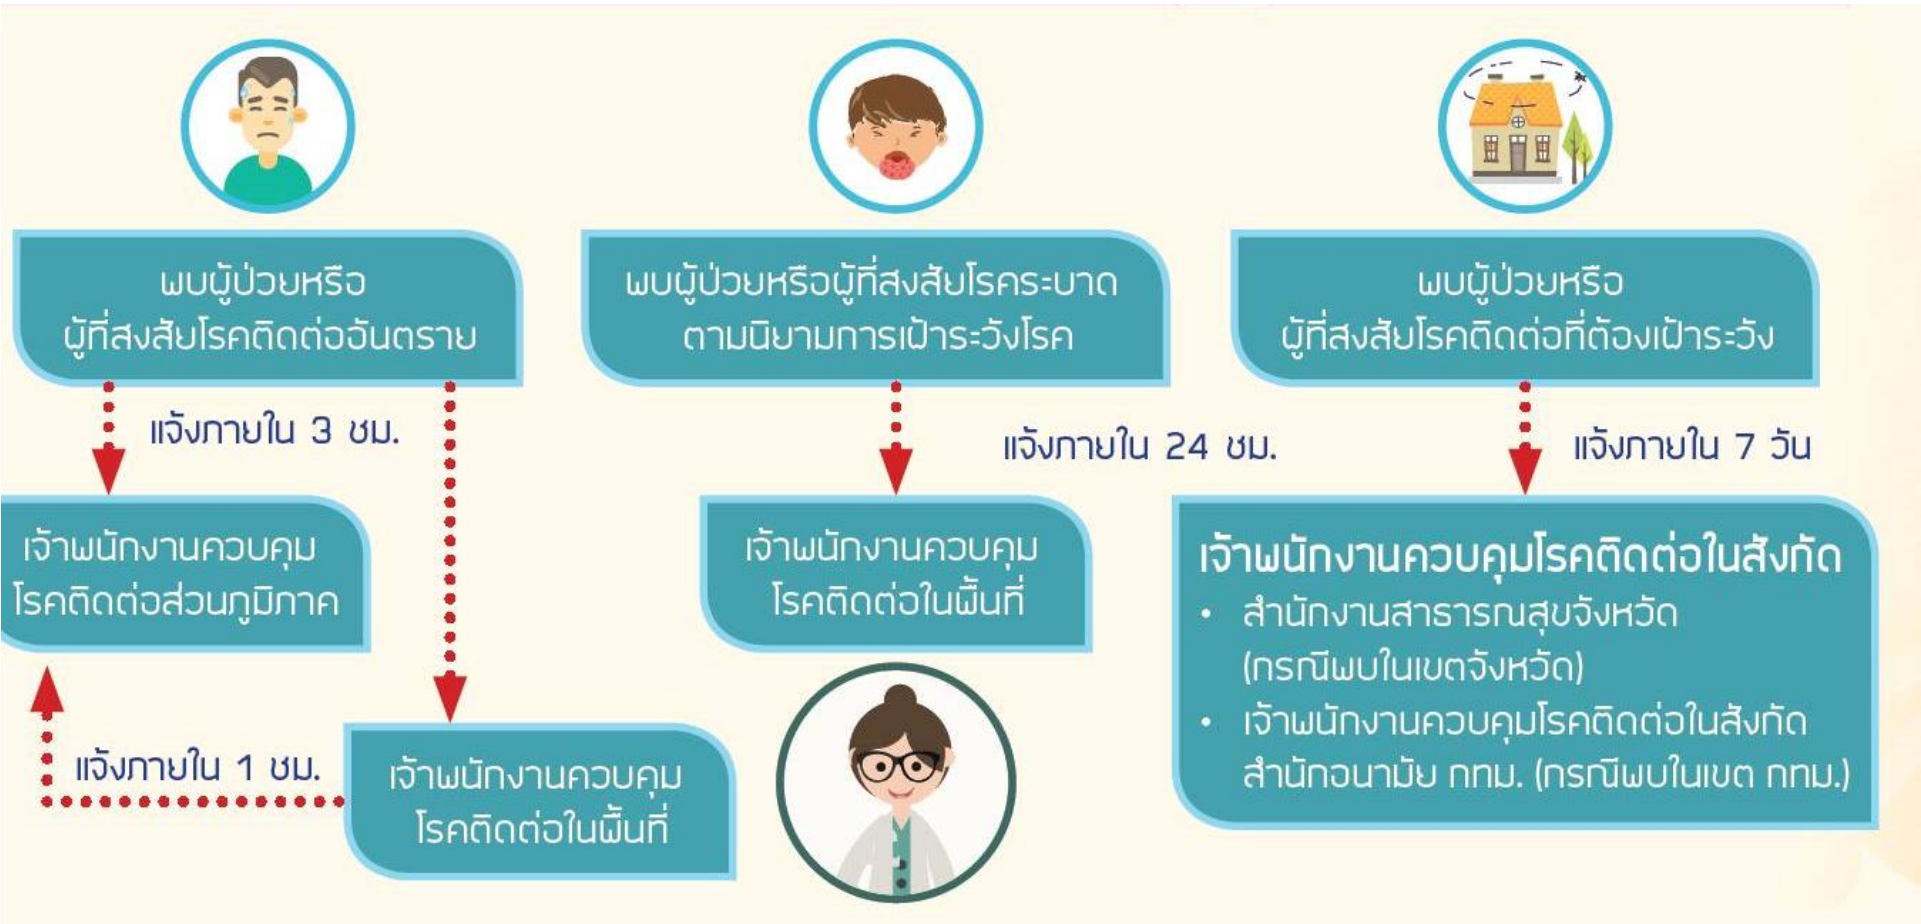 พบผู้ป่วยหรือ
ผู้ที่สงสัยโรคติดต่ออันตราย
แจ้งภายใน 3 ชม.
เจ้าพนักงานควบคุม
โรคติดต่อส่วนภูมิภาค
แจ้งภายใน 1 ชม.
เจ้าพนักงานควบคุม
โรคติดต่อในพื้นที่
พบผู้ป่วยหรือผู้ที่สงสัยโรคระบาด
ตามนิยามการเฝ้าระวังโรค
แจ้งภายใน 24 ชม.
เจ้าพนักงานควบคุม
โรคติดต่อในพื้นที่
พบผู้ป่วยหรือ
ผู้ที่สงสัยโรคติดต่อที่ต้องเฝ้าระวัง
แจ้งภายใน 7 วัน
เจ้าพนักงานควบคุมโรคติดต่อในสังกัด
• สำนักงานสาธารณสุขจังหวัด
(กรณีพบในเขตจังหวัด)
• เจ้าพนักงานควบคุมโรคติดต่อในสังกัด
สำนักอนามัย กทม. (กรณีพบในเขต กทม.)